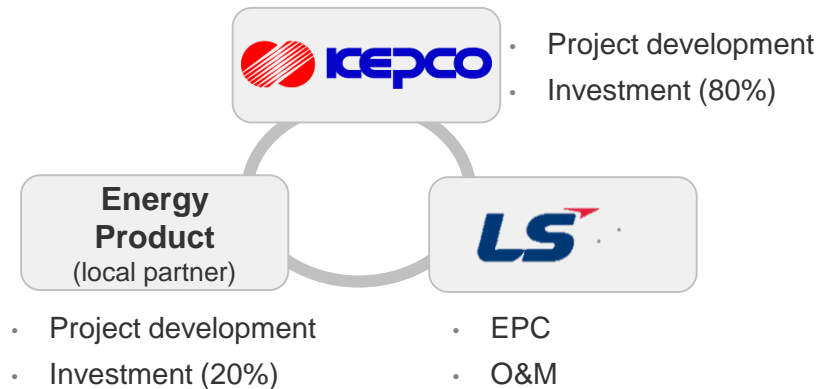 KEPCO
• Project development
• Investment (80%)
Energy
Product
(local partner)
LS
• Project development
• Investment (20%)
• EPC
• O&M